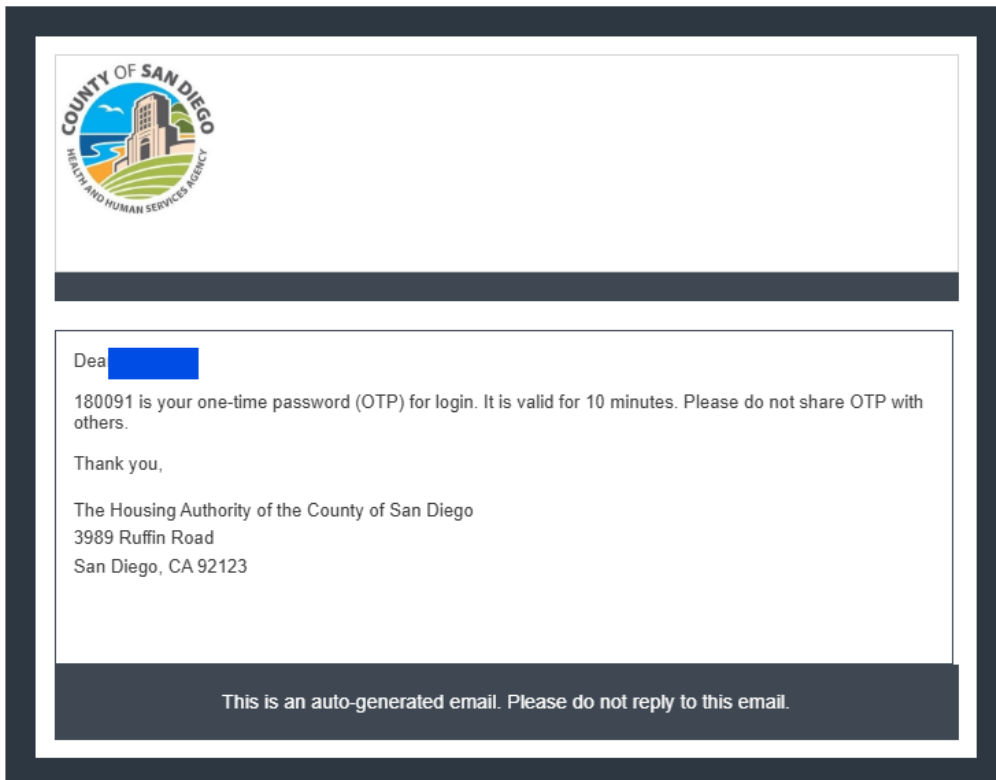 COUNTY OF SAN DIEGO
HEALTH AND HUMAN SERVICES AGENCY
Dea
180091 is your one-time password (OTP) for login. It is valid for 10 minutes. Please do not share OTP with
others.
Thank you,
The Housing Authority of the County of San Diego
3989 Ruffin Road
San Diego, CA 92123
This is an auto-generated email. Please do not reply to this email.